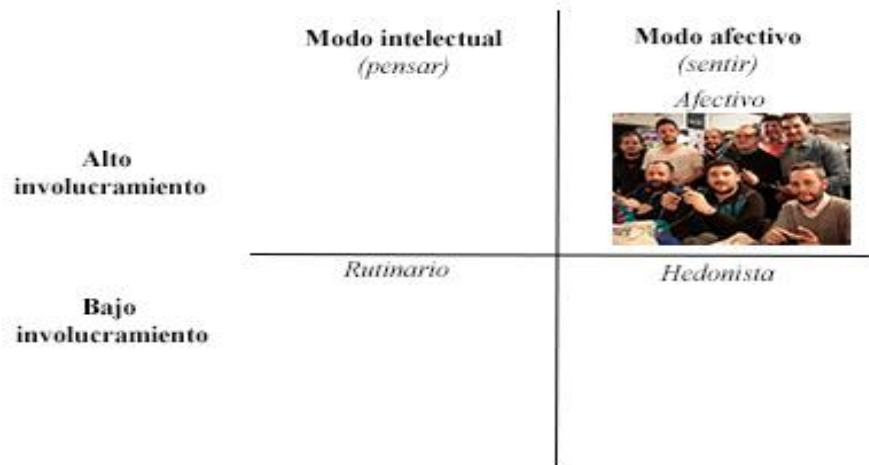 Modo intelectual
(pensar)
Modo afectivo
(sentir)
Afectivo
Alto
involucramiento
Rutinario
Hedonista
Bajo
involucramiento